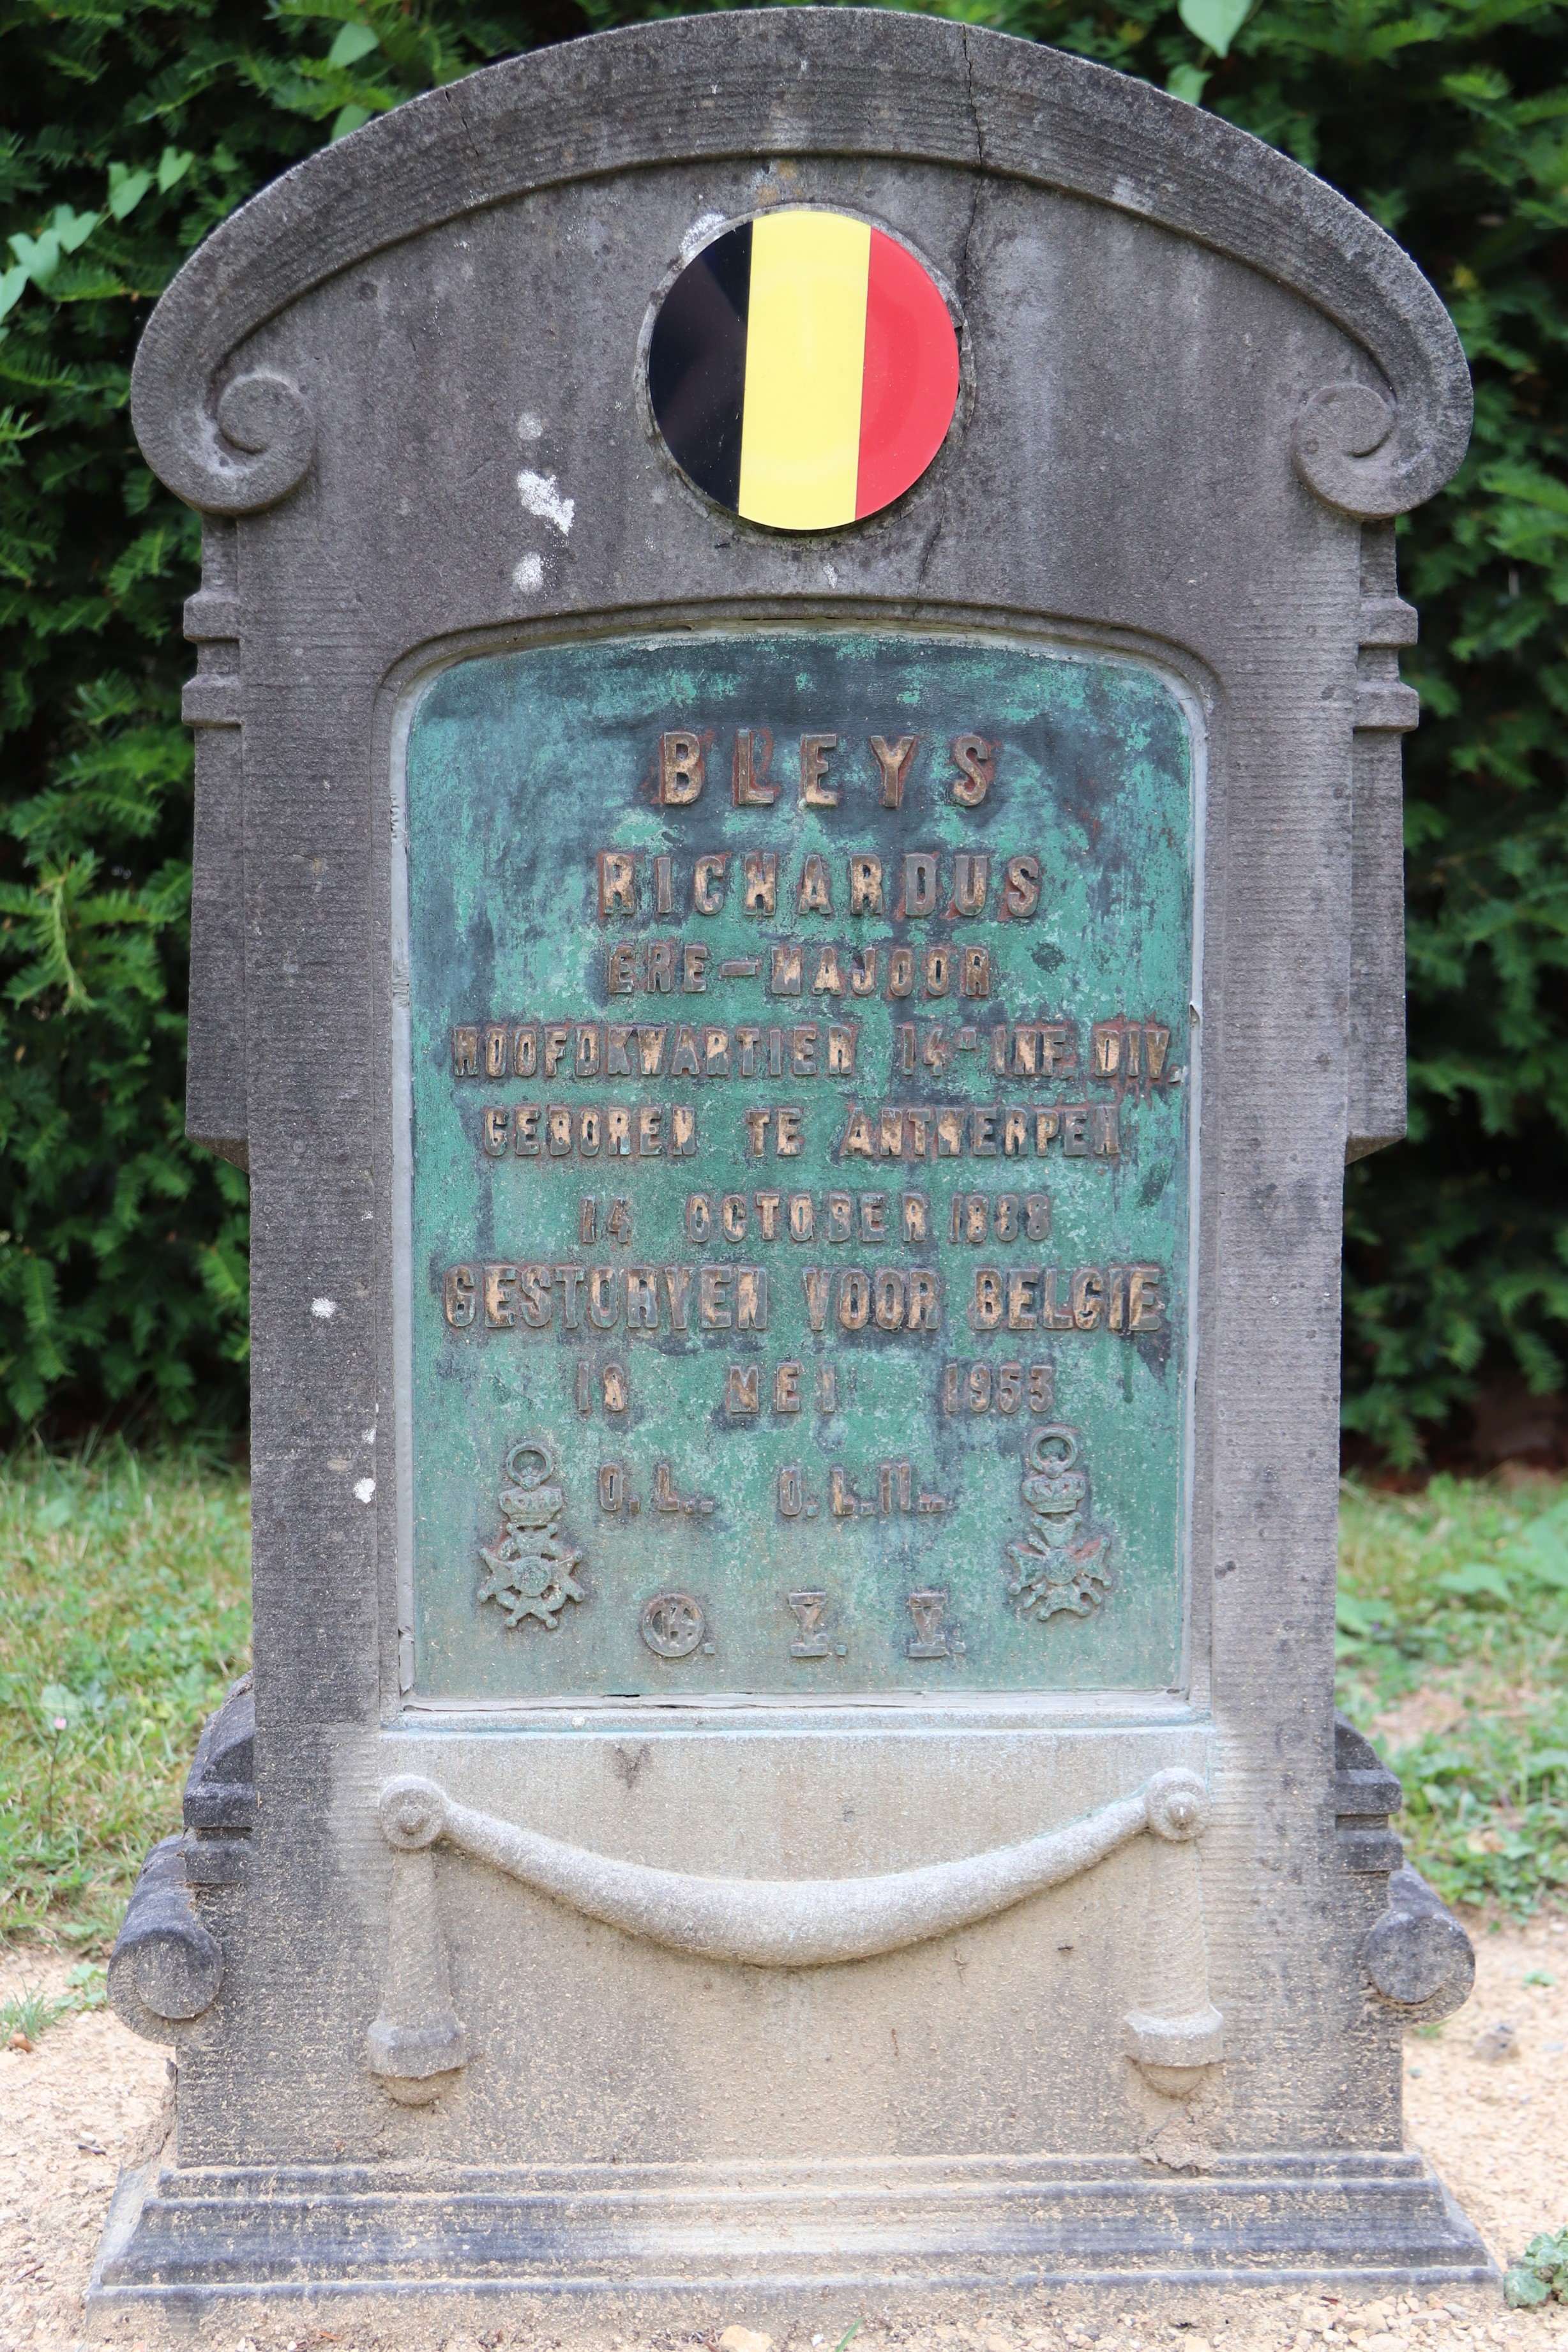 BLEYS
RICHARDUS
ERE-MAJOOR
HOOFDKWARTIER 14e INF. DIV.
GEBOREN TE ANTWERPEN
14 OCTOBER 1898
GESTORVEN VOOR BELGIE
18 MEI 1953
O.L. O.L.II
X. Y.